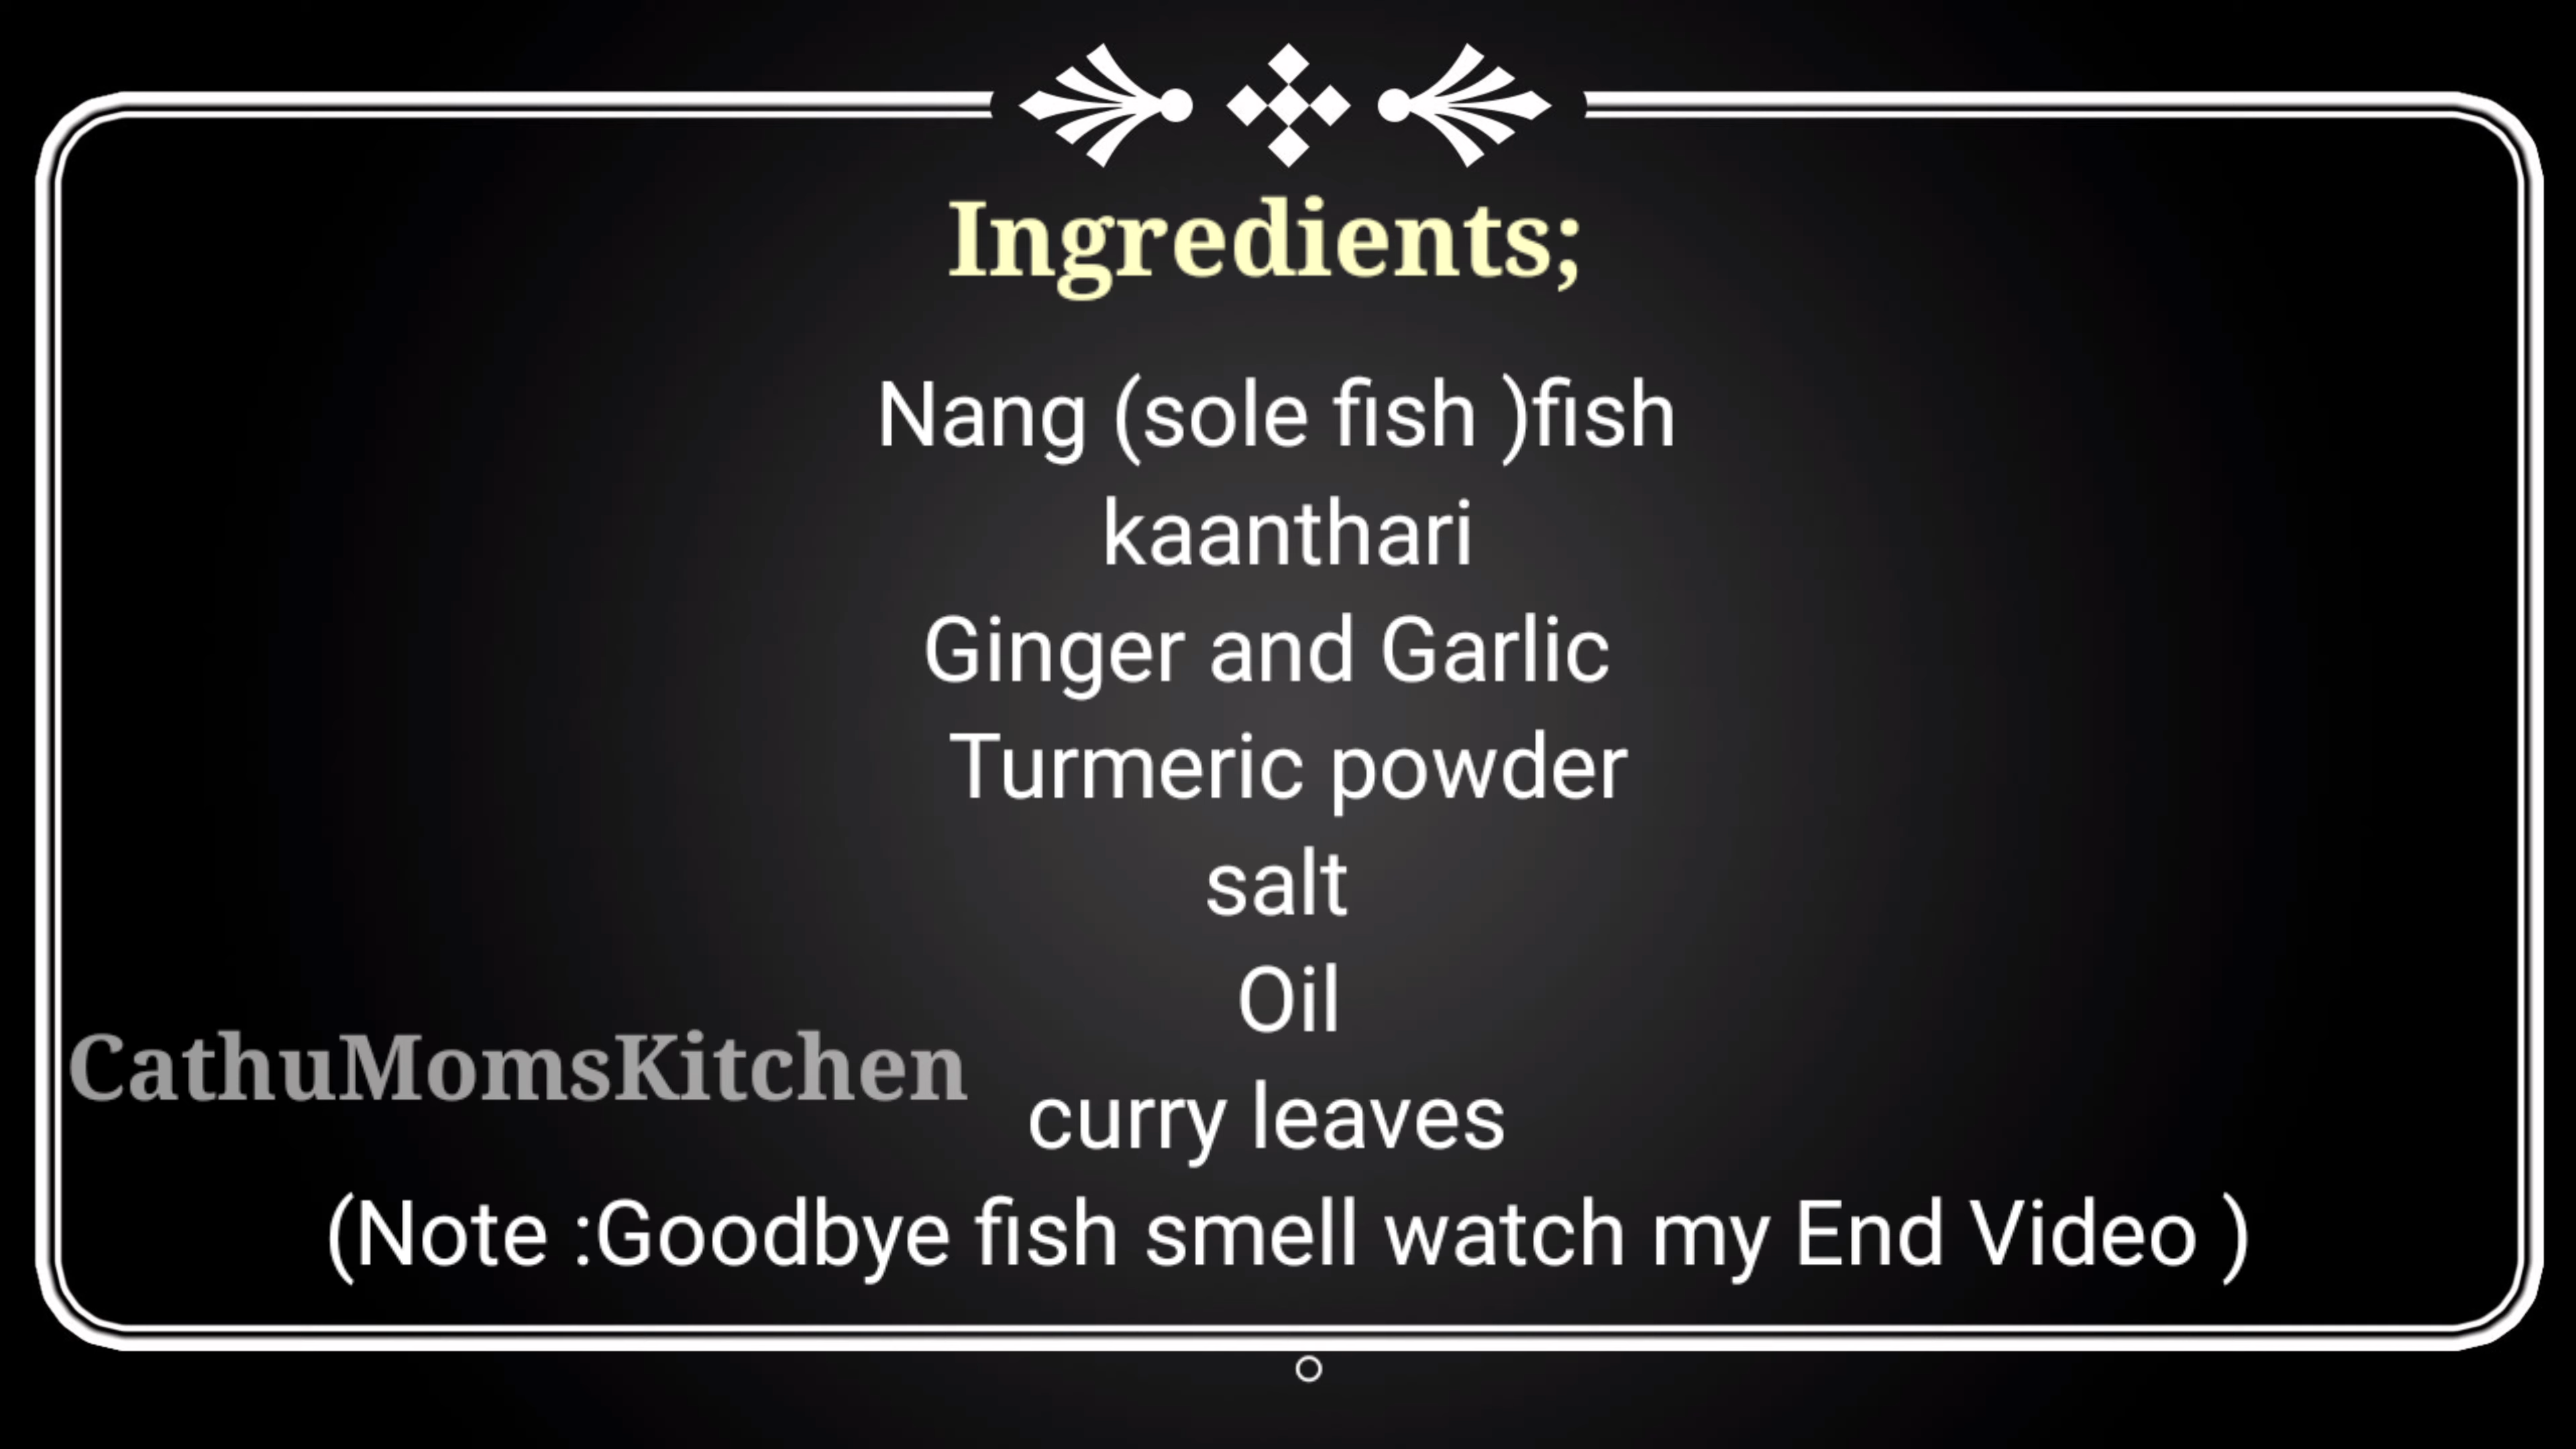 Ingredients;
Nang (sole fish )fish
kaanthari
Ginger and Garlic
Turmeric powder
salt
Oil
CathuMomsKitchen
curry leaves
(Note :Goodbye fish smell watch my End Video )